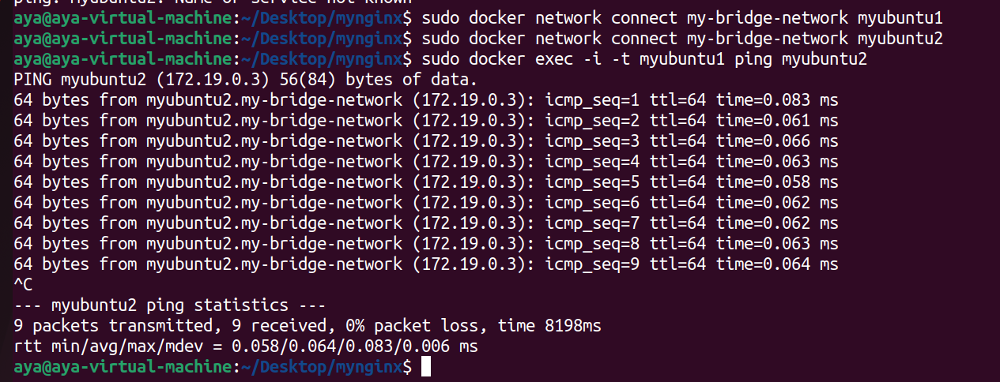 ping: myubuntu2: Name or service not known
aya@aya-virtual-machine:~/Desktop/mynginx$ sudo docker network connect my-bridge-network myubuntu1
aya@aya-virtual-machine:~/Desktop/mynginx$ sudo docker network connect my-bridge-network myubuntu2
aya@aya-virtual-machine:~/Desktop/mynginx$ sudo docker exec -i -t myubuntu1 ping myubuntu2
PING myubuntu2 (172.19.0.3) 56(84) bytes of data.
64 bytes from myubuntu2.my-bridge-network (172.19.0.3): icmp_seq=1 ttl=64 time=0.083 ms
64 bytes from myubuntu2.my-bridge-network (172.19.0.3): icmp_seq=2 ttl=64 time=0.061 ms
64 bytes from myubuntu2.my-bridge-network (172.19.0.3): icmp_seq=3 ttl=64 time=0.066 ms
64 bytes from myubuntu2.my-bridge-network (172.19.0.3): icmp_seq=4 ttl=64 time=0.063 ms
64 bytes from myubuntu2.my-bridge-network (172.19.0.3): icmp_seq=5 ttl=64 time=0.058 ms
64 bytes from myubuntu2.my-bridge-network (172.19.0.3): icmp_seq=6 ttl=64 time=0.062 ms
64 bytes from myubuntu2.my-bridge-network (172.19.0.3): icmp_seq=7 ttl=64 time=0.062 ms
64 bytes from myubuntu2.my-bridge-network (172.19.0.3): icmp_seq=8 ttl=64 time=0.063 ms
64 bytes from myubuntu2.my-bridge-network (172.19.0.3): icmp_seq=9 ttl=64 time=0.064 ms
^C
--- myubuntu2 ping statistics ---
9 packets transmitted, 9 received, 0% packet loss, time 8198ms
rtt min/avg/max/mdev = 0.058/0.064/0.083/0.006 ms
aya@aya-virtual-machine:~/Desktop/mynginx$